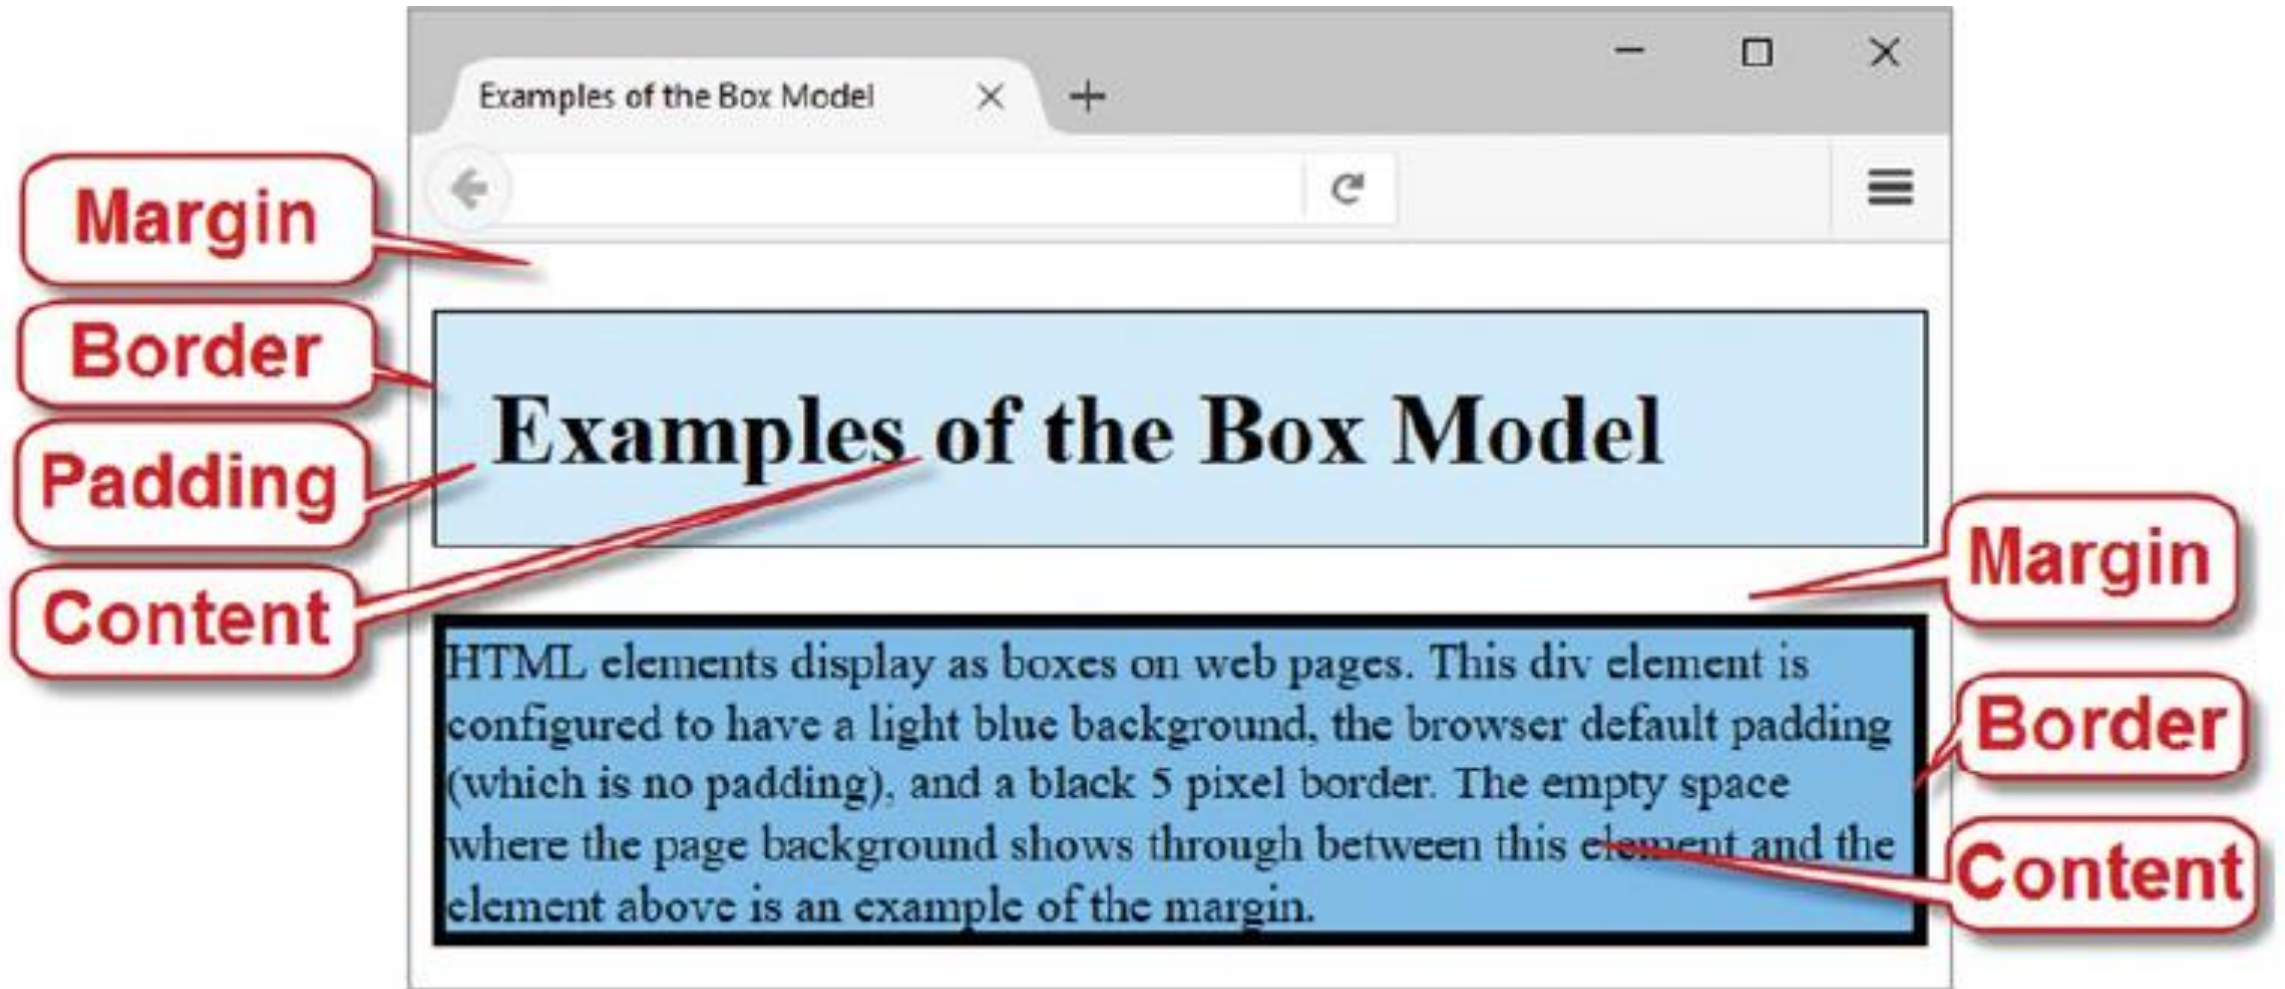 Examples of the Box Model
Margin
Border
Padding
Content
Examples of the Box Model
Margin
Border
Content
HTML elements display as boxes on web pages. This div element is
configured to have a light blue background, the browser default padding
(which is no padding), and a black 5 pixel border. The empty space
where the page background shows through between this element and the
element above is an example of the margin.